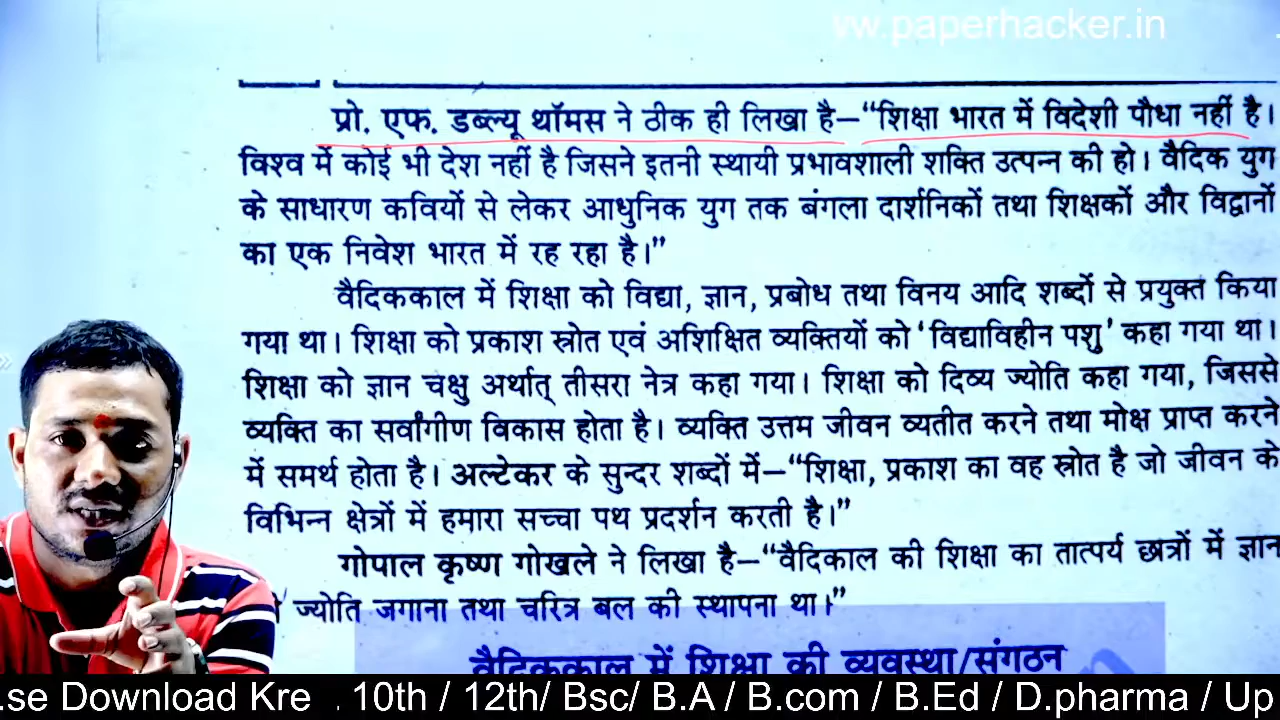 vw.paperhacker.in
प्रो. एफ. डब्ल्यू थॉमस ने ठीक ही लिखा है–“शिक्षा भारत में विदेशी पौधा नहीं है।
विश्व में कोई भी देश नहीं है जिसने इतनी स्थायी प्रभावशाली शक्ति उत्पन्न की हो। वैदिक युग
के साधारण कवियों से लेकर आधुनिक युग तक बंगला दार्शनिकों तथा शिक्षकों और विद्वानों
का एक निवेश भारत में रह रहा है।”
वैदिककाल में शिक्षा को विद्या, ज्ञान, प्रबोध तथा विनय आदि शब्दों से प्रयुक्त किया
गया था। शिक्षा को प्रकाश स्रोत एवं अशिक्षित व्यक्तियों को ‘विद्याविहीन पशु’ कहा गया था।
शिक्षा को ज्ञान चक्षु अर्थात् तीसरा नेत्र कहा गया। शिक्षा को दिव्य ज्योति कहा गया, जिससे
व्यक्ति का सर्वांगीण विकास होता है। व्यक्ति उत्तम जीवन व्यतीत करने तथा मोक्ष प्राप्त करने
में समर्थ होता है। अल्टेकर के सुन्दर शब्दों में–“शिक्षा, प्रकाश का वह स्रोत है जो जीवन के
विभिन्न क्षेत्रों में हमारा सच्चा पथ प्रदर्शन करती है।”
गोपाल कृष्ण गोखले ने लिखा है–“वैदिकाल की शिक्षा का तात्पर्य छात्रों में ज्ञान
ज्योति जगाना तथा चरित्र बल की स्थापना था।”
वैदिककाल में शिक्षा की व्यवस्था/संगठन
.se Download Kre . 10th / 12th/ Bsc/ B.A / B.com / B.Ed / D.pharma / Up